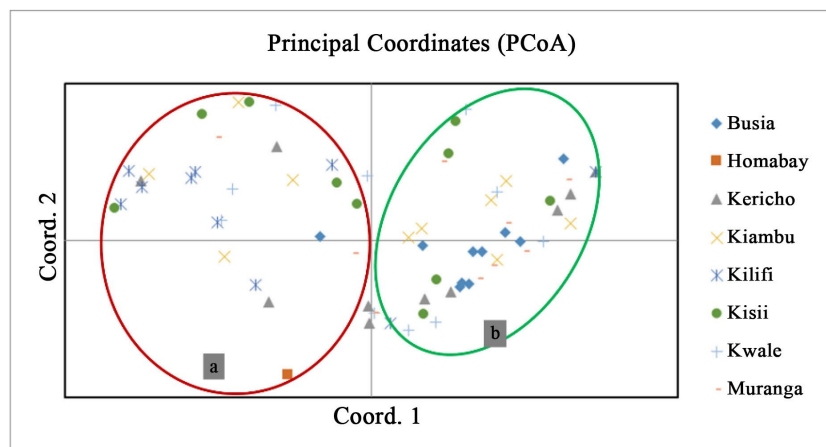 Principal Coordinates (PCoA)
Coord. 2
a
b
Coord. 1
Busia
Homabay
Kericho
Kiambu
Kilifi
Kisii
Kwale
Muranga